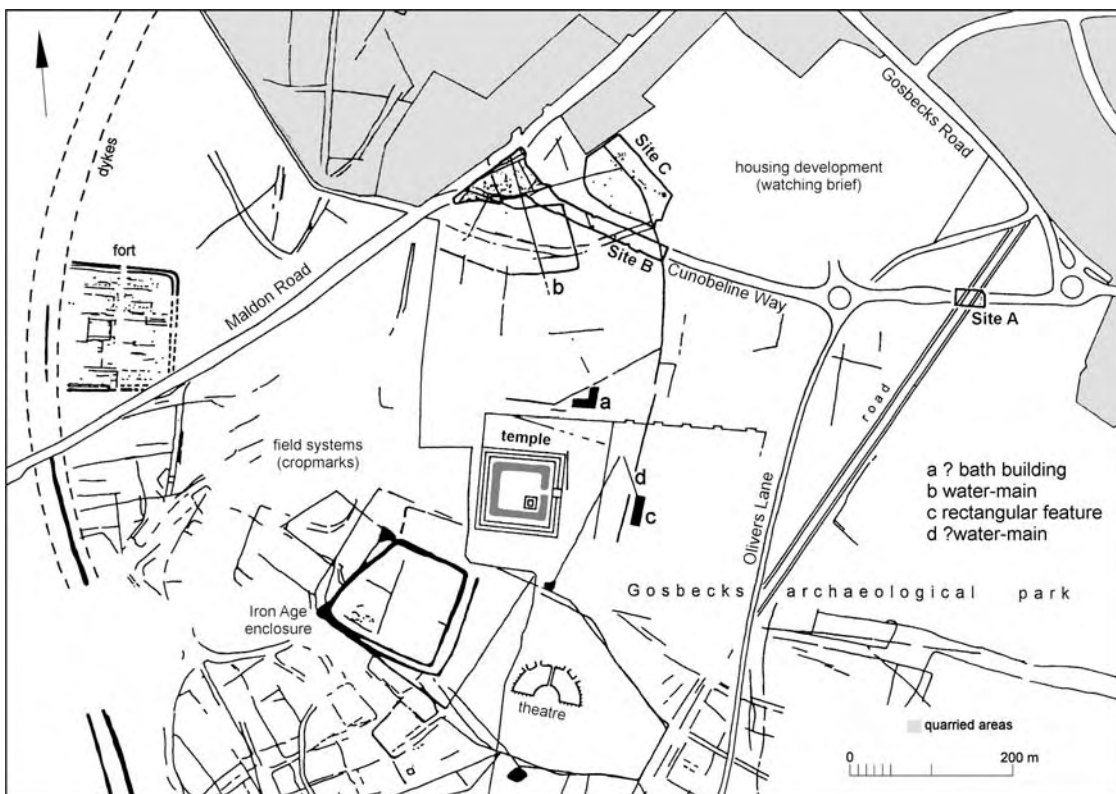 Gosbecks Road
dykes
Site C
housing development
(watching brief)
fort
Maldon Road
Site B
b
Cunobeline Way
Site A
road
a
field systems
(cropmarks)
temple
d
c
Olivers Lane
a ? bath building
b water-main
c rectangular feature
d ?water-main
Gosbecks archaeological park
Iron Age
enclosure
theatre
quarried areas
0 200 m